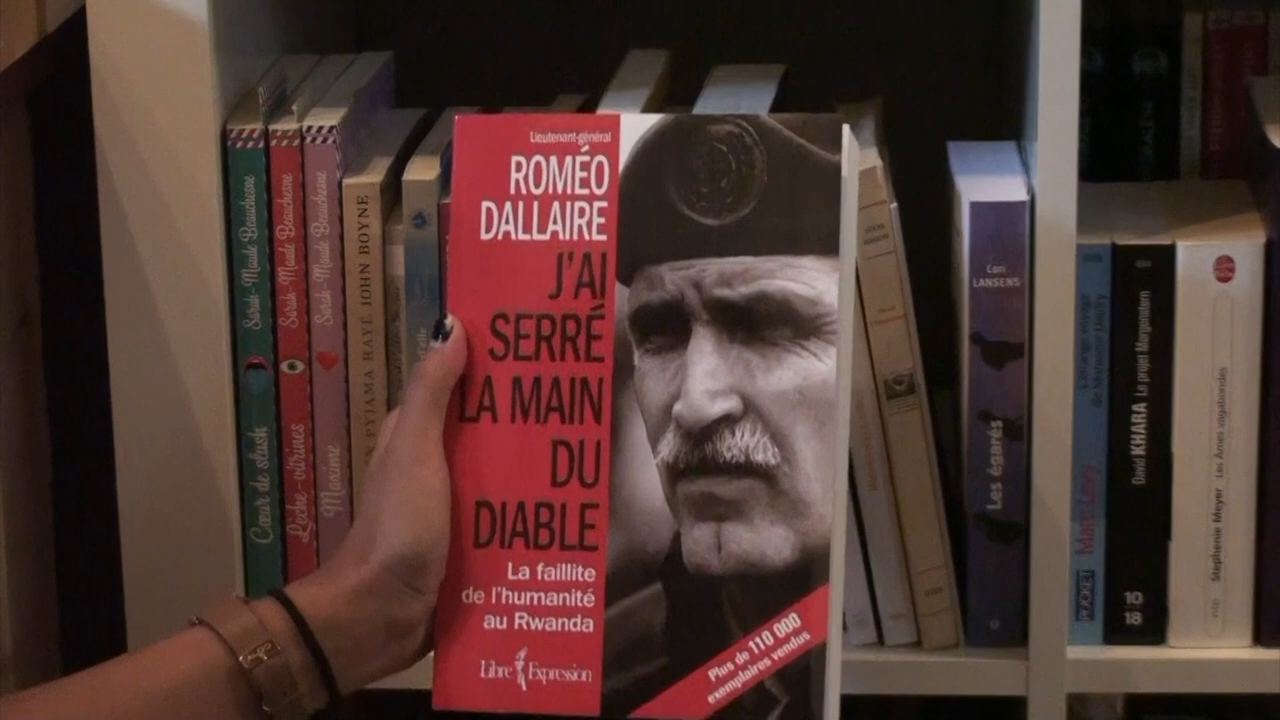 Lieutenant-général
ROMÉO
DALLAIRE
J'AI
SERRÉ
LA MAIN
DU
DIABLE
La faillite
de l'humanité
au Rwanda
Libre Expression
Plus de 110 000
exemplaires vendus
Sarah-Maude Beauchesne
Cœur de slush
Sarah-Maude Beauchesne
Lèche-vitrines
Sarah-Maude Beauchesne
Maxime
PYJAMA RAYÉ JOHN BOYNE
Lori
LANSENS
Les égarés
Marc Levy
POCKET
David KHARA Le projet Morgenstern
10
18
Stephenie Meyer Les Âmes vagabondes